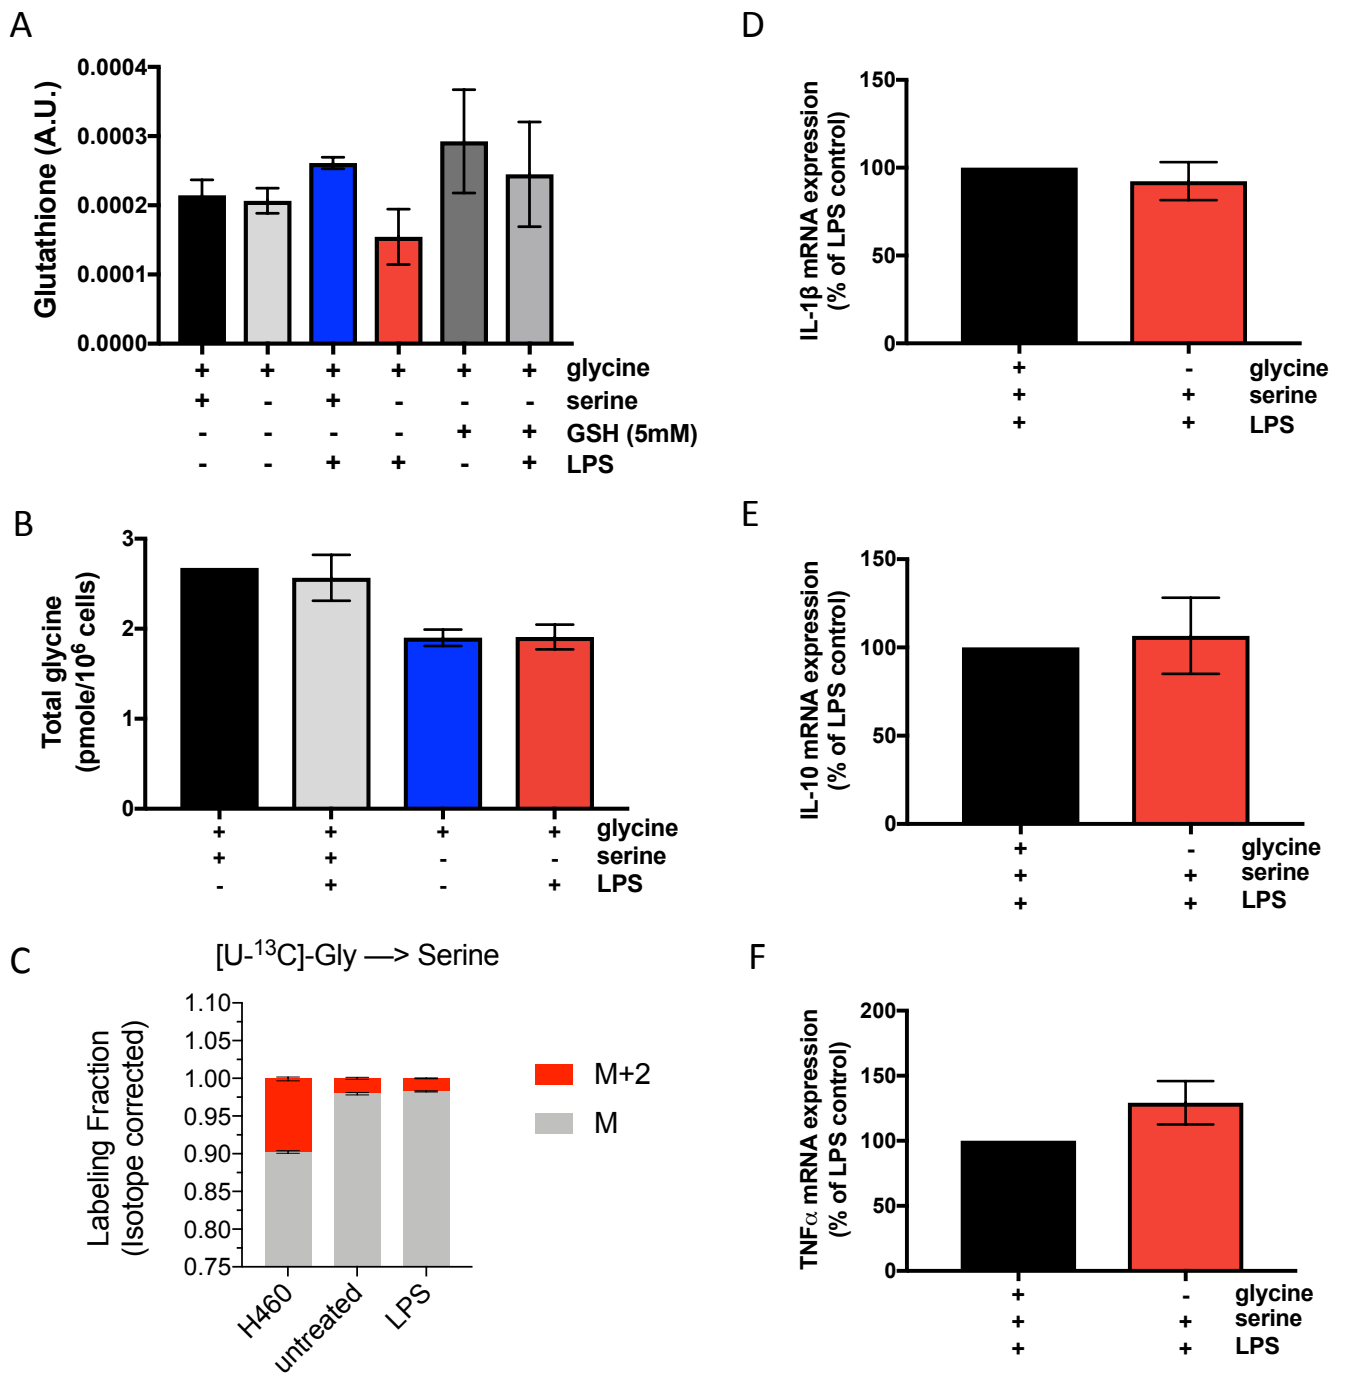 A
0.0004
0.0003
0.0002
0.0001
0.0000
Glutathione (A.U.)
+ + + + + + glycine
+ - + - - - serine
- - - - + + GSH (5mM)
- - + + - + LPS
B
3
2
1
0
Total glycine
(pmole/10⁶ cells)
+ + + + glycine
+ + - - serine
- + - + LPS
C
[U-¹³C]-Gly —> Serine
1.10
1.05
1.00
0.95
0.90
0.85
0.80
0.75
Labeling Fraction
(Isotope corrected)
H460
untreated
LPS
M+2
M
D
150
100
50
0
IL-1β mRNA expression
(% of LPS control)
+ - glycine
+ + serine
+ + LPS
E
150
100
50
0
IL-10 mRNA expression
(% of LPS control)
+ - glycine
+ + serine
+ + LPS
F
200
150
100
50
0
TNFα mRNA expression
(% of LPS control)
+ - glycine
+ + serine
+ + LPS